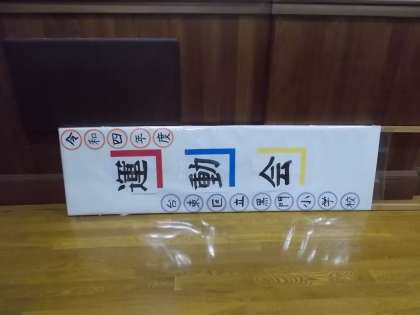 令和四年度
運動会
台東区立黒門小学校